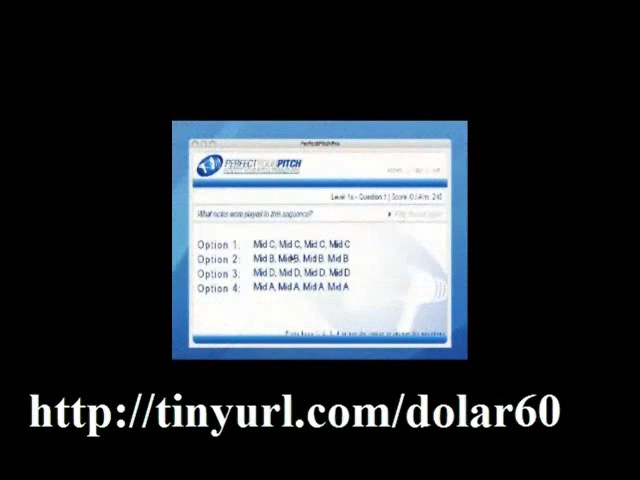 PerfectPitchPro
PERFECTYOURPITCH
Level 1a - Question 1 | Score: 0 / Aim: 240
What notes were played in this sequence?
Option 1: Mid C, Mid C, Mid C, Mid C
Option 2: Mid B, Mid B, Mid B, Mid B
Option 3: Mid D, Mid D, Mid D, Mid D
Option 4: Mid A, Mid A, Mid A, Mid A
http://tinyurl.com/dolar60